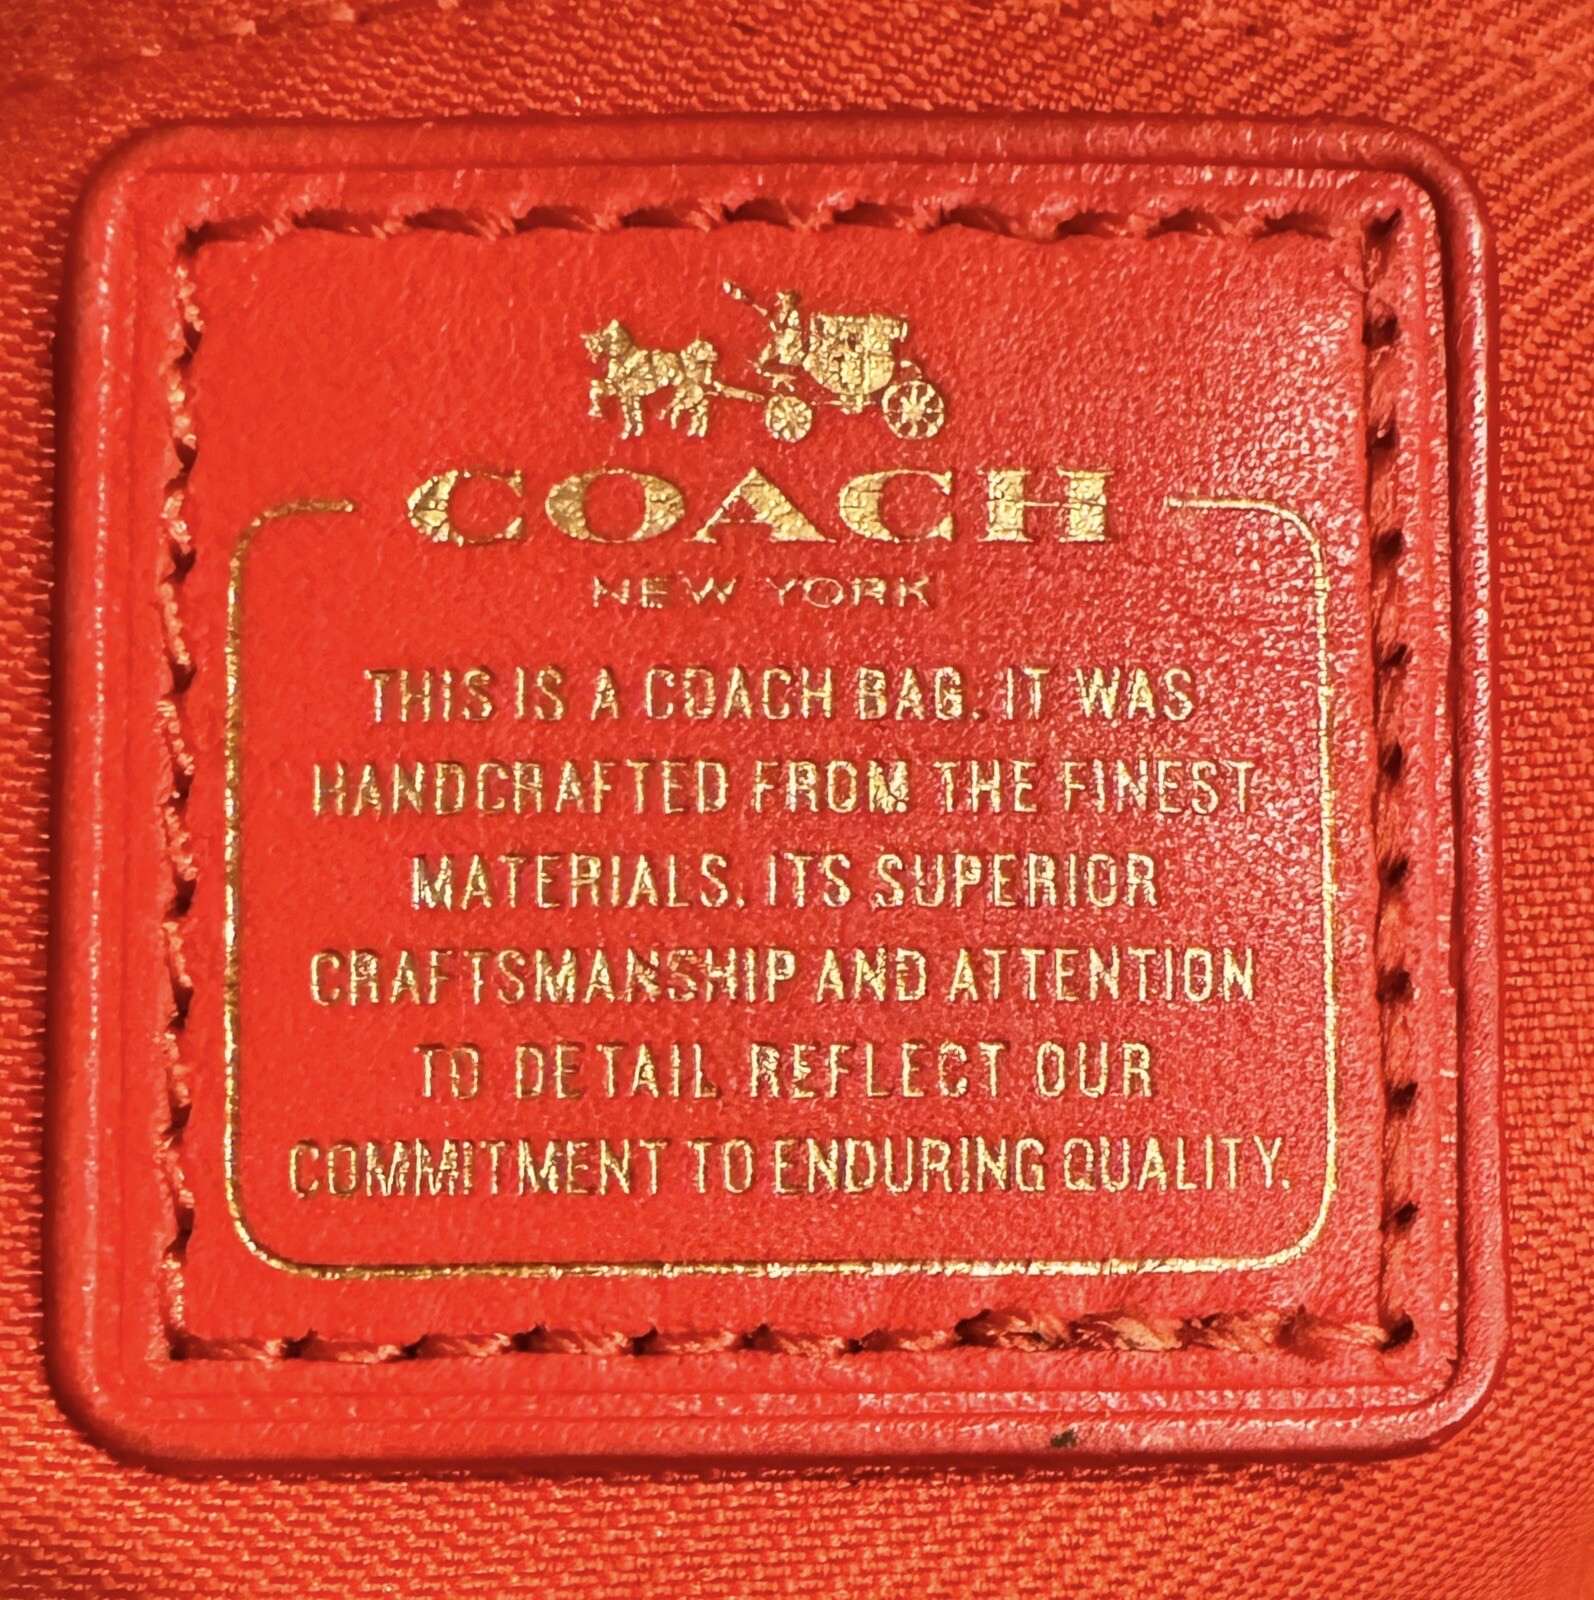 COACH
NEW YORK
THIS IS A COACH BAG. IT WAS
HANDCRAFTED FROM THE FINEST
MATERIALS. ITS SUPERIOR
CRAFTSMANSHIP AND ATTENTION
TO DETAIL REFLECT OUR
COMMITMENT TO ENDURING QUALITY.